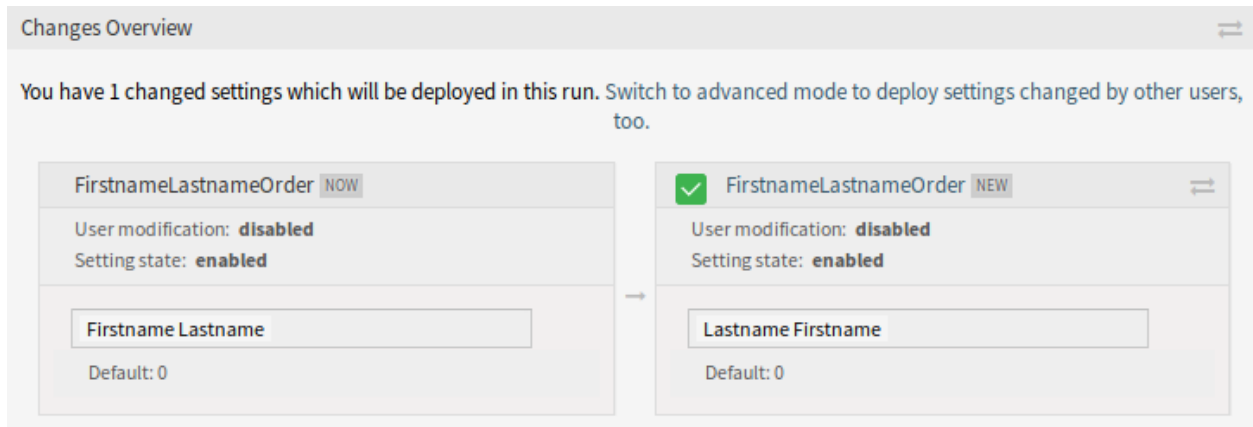 Changes Overview
You have 1 changed settings which will be deployed in this run. Switch to advanced mode to deploy settings changed by other users,
too.
FirstnameLastnameOrder NOW
User modification: disabled
Setting state: enabled
Firstname Lastname
Default: 0
FirstnameLastnameOrder NEW
User modification: disabled
Setting state: enabled
Lastname Firstname
Default: 0